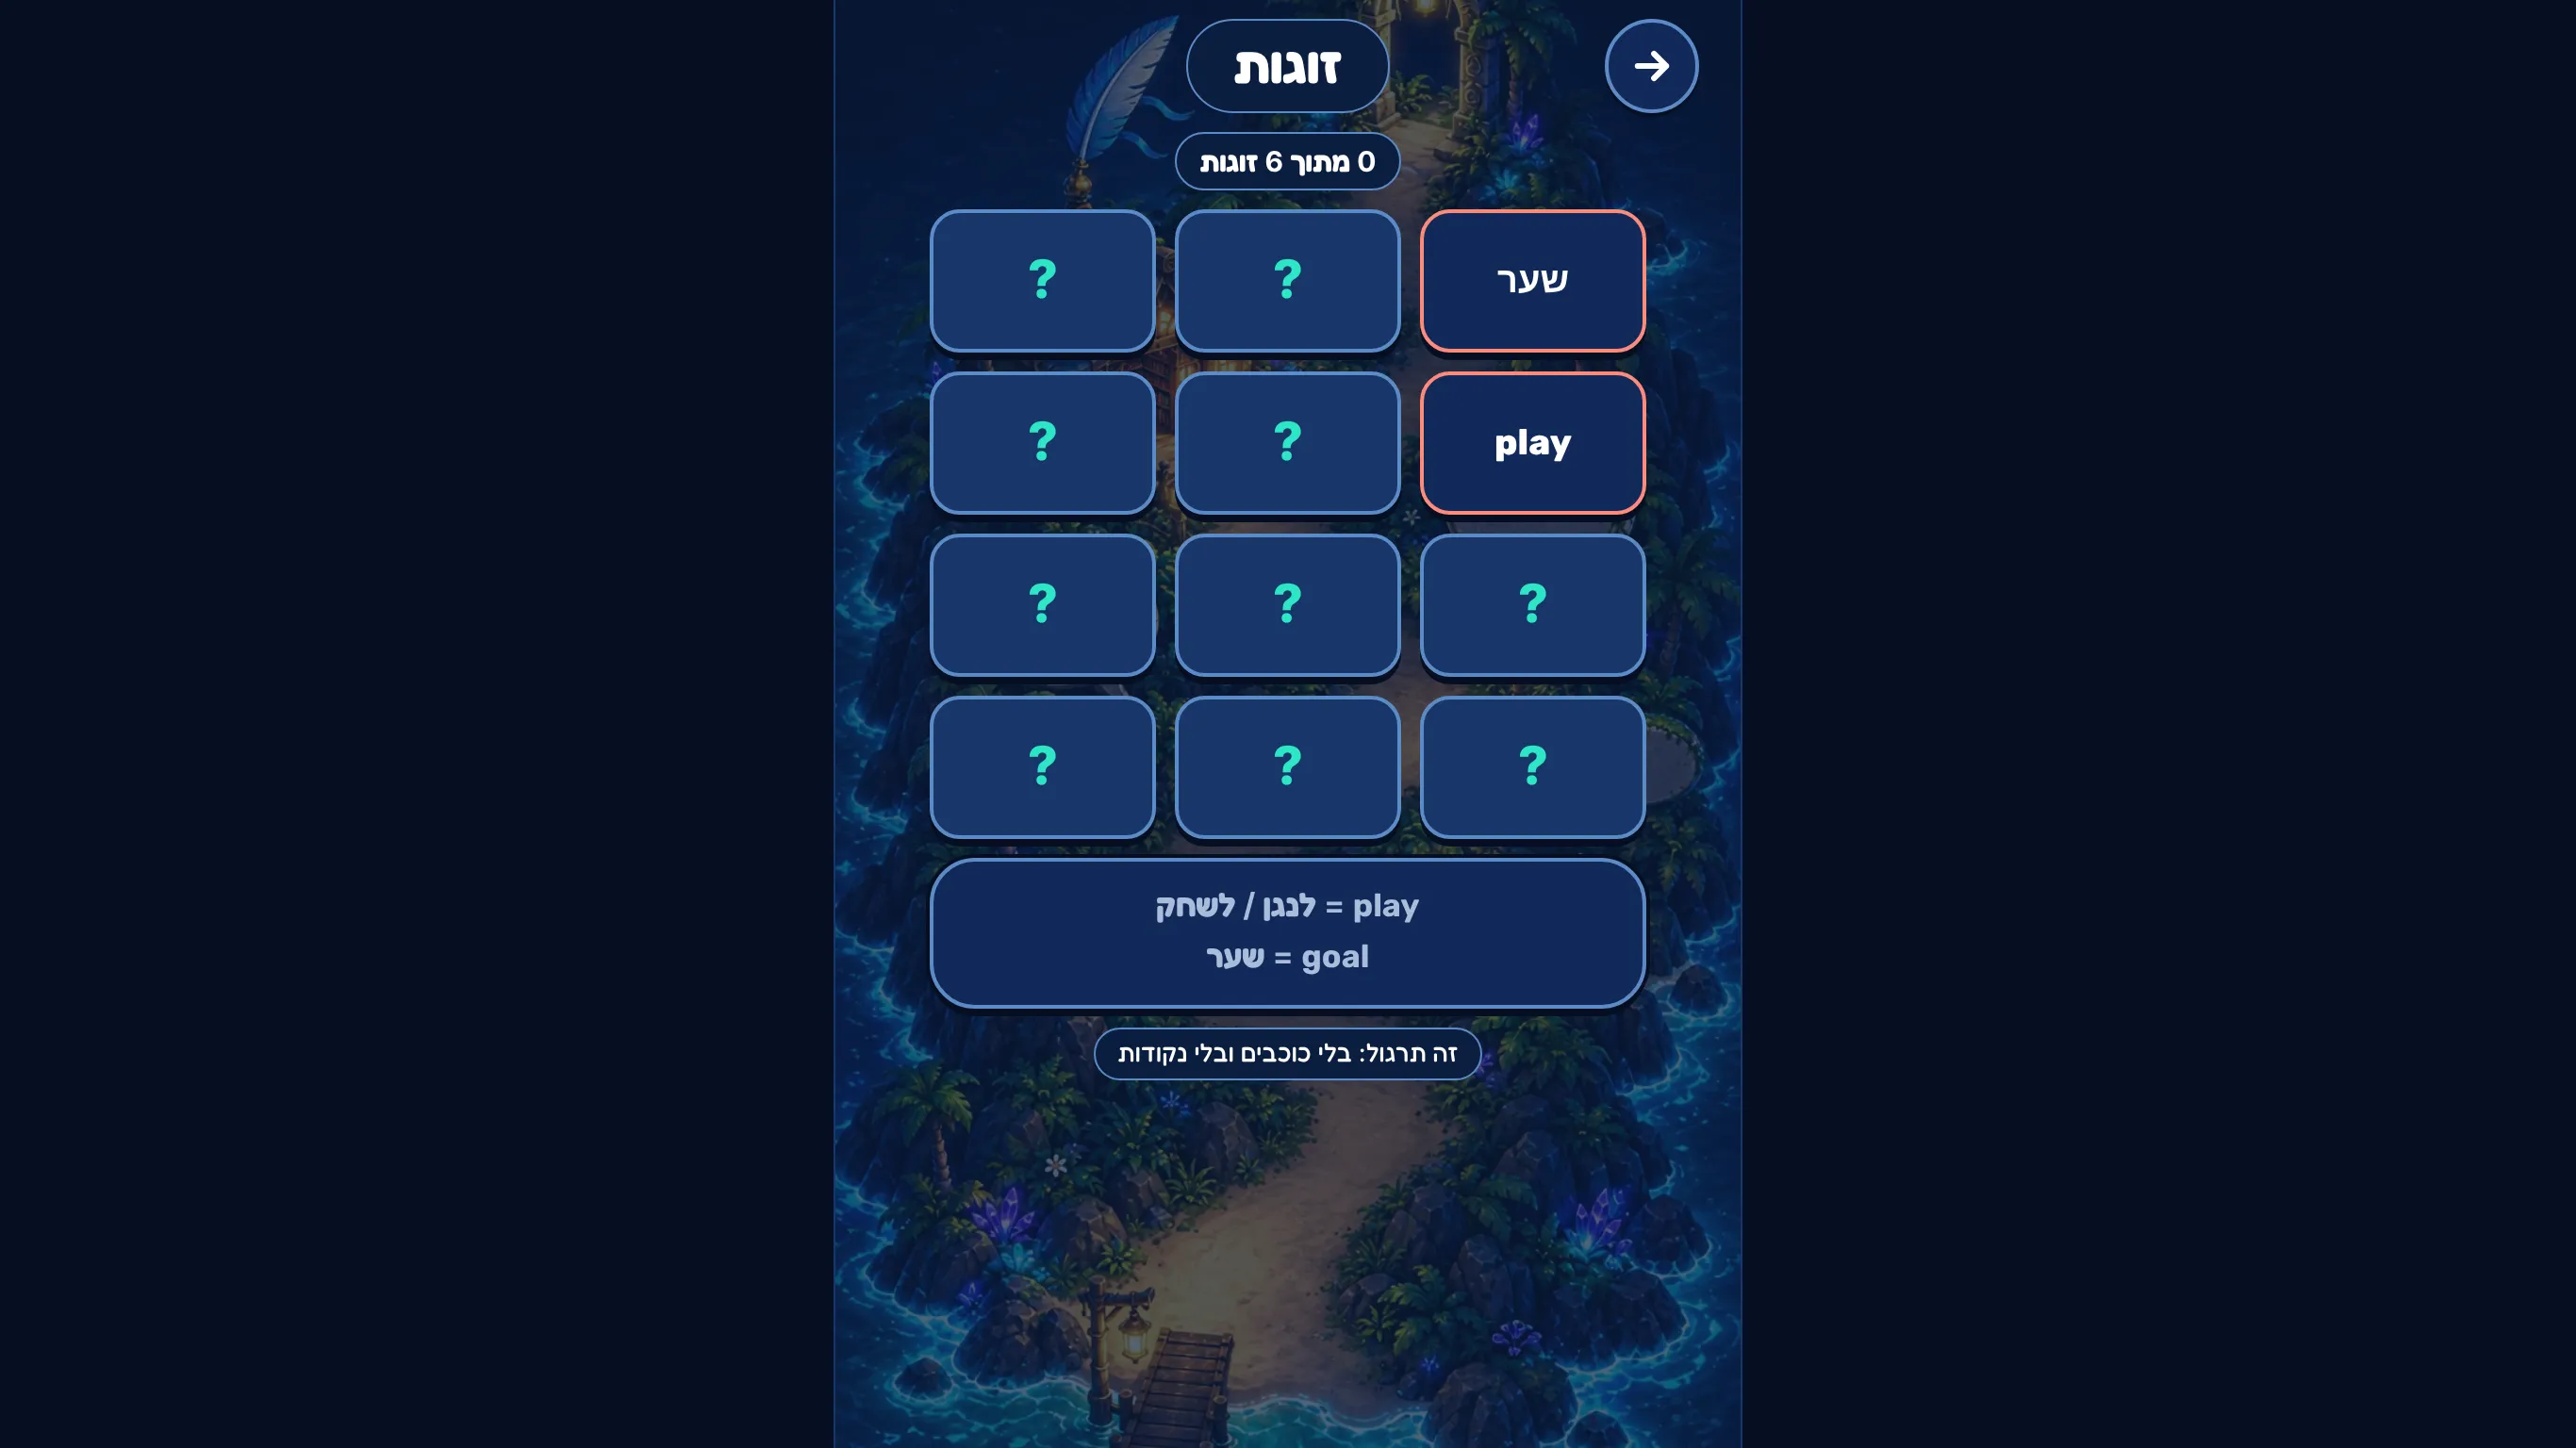 זוגות
0 מתוך 6 זוגות
שער
?
?
play
?
?
?
?
?
?
?
?
play = לנגן / לשחק
goal = שער
זה תרגול: בלי כוכבים ובלי נקודות